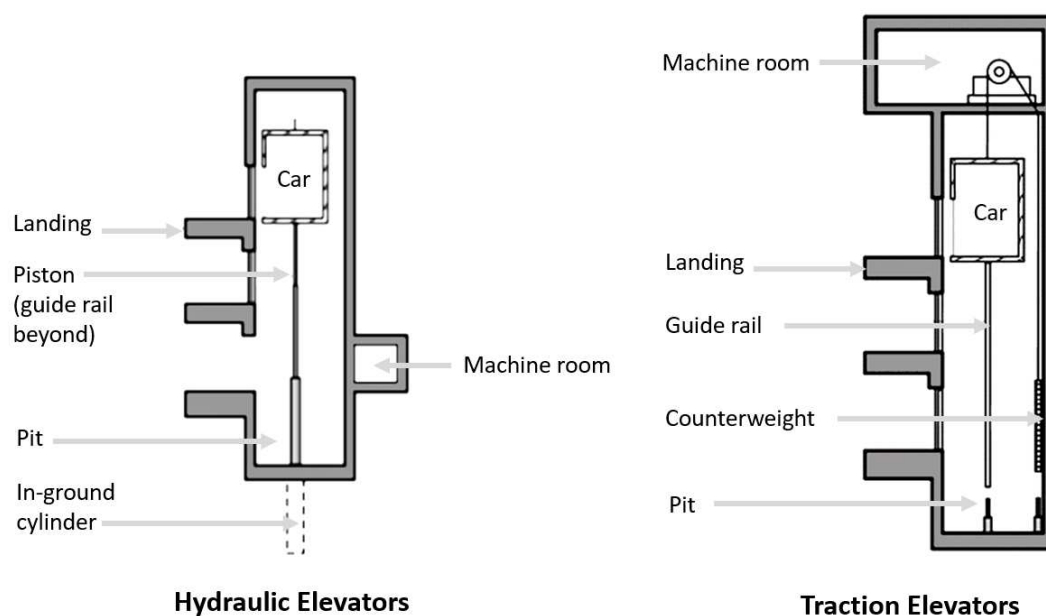 Car
Landing
Piston
(guide rail
beyond)
Machine room
Pit
In-ground
cylinder
Hydraulic Elevators
Machine room
Car
Landing
Guide rail
Counterweight
Pit
Traction Elevators